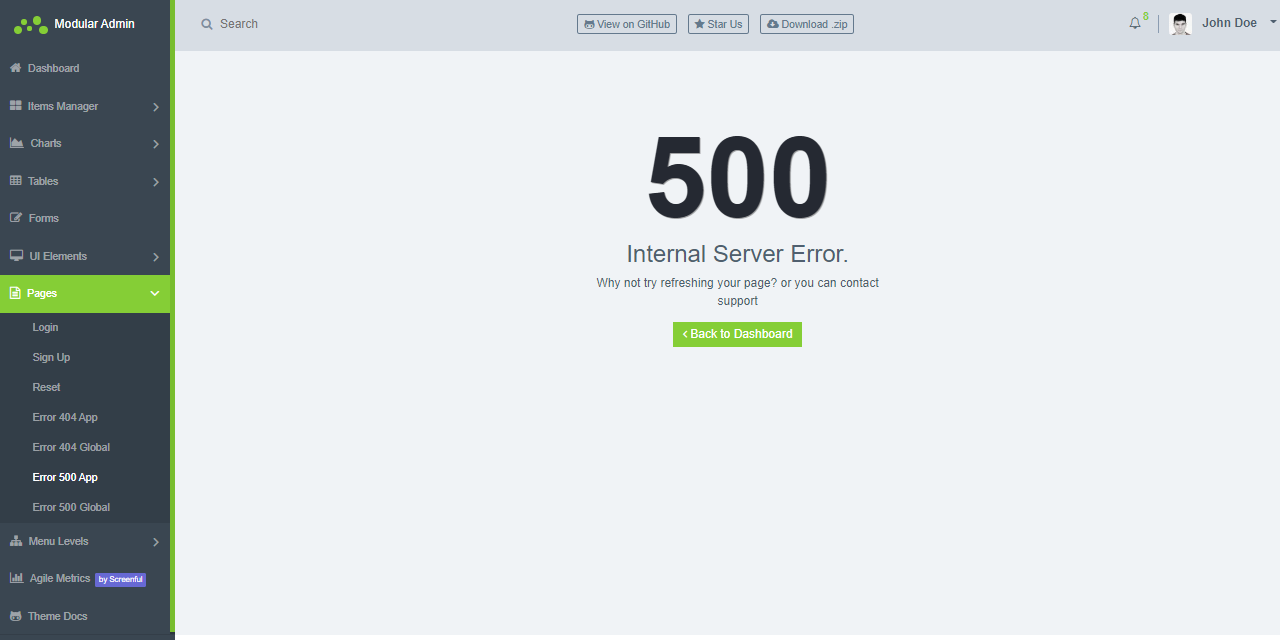 Modular Admin
Search
View on GitHub
Star Us
Download .zip
8
John Doe
Dashboard
Items Manager
Charts
Tables
Forms
UI Elements
Pages
Login
Sign Up
Reset
Error 404 App
Error 404 Global
Error 500 App
Error 500 Global
Menu Levels
Agile Metrics by Screenful
Theme Docs
500
Internal Server Error.
Why not try refreshing your page? or you can contact
support
Back to Dashboard